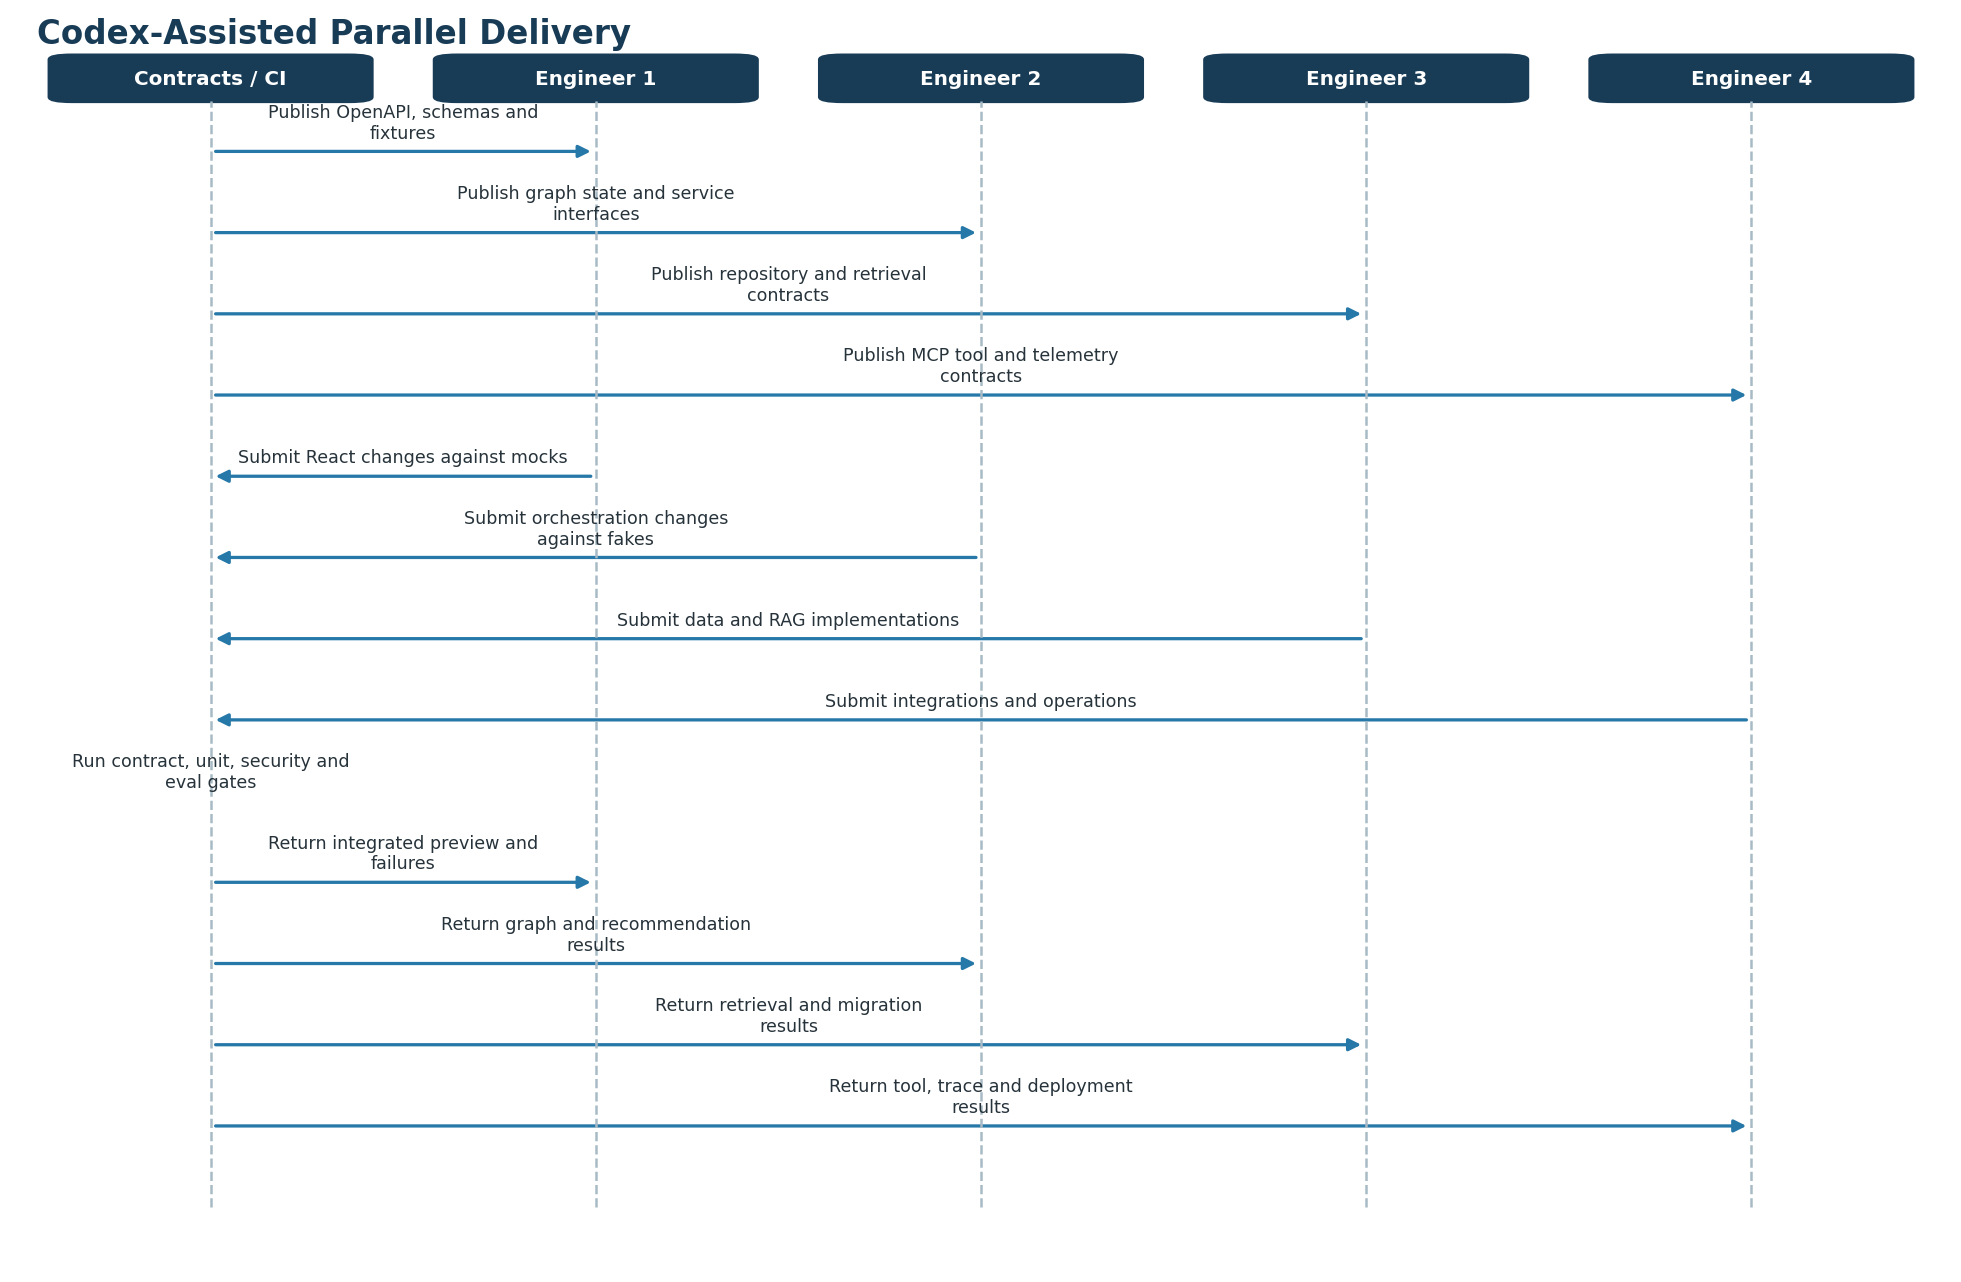 Codex-Assisted Parallel Delivery
Contracts / CI
Engineer 1
Engineer 2
Engineer 3
Engineer 4
Publish OpenAPI, schemas and
fixtures
Publish graph state and service
interfaces
Publish repository and retrieval
contracts
Publish MCP tool and telemetry
contracts
Submit React changes against mocks
Submit orchestration changes
against fakes
Submit data and RAG implementations
Submit integrations and operations
Run contract, unit, security and
eval gates
Return integrated preview and
failures
Return graph and recommendation
results
Return retrieval and migration
results
Return tool, trace and deployment
results